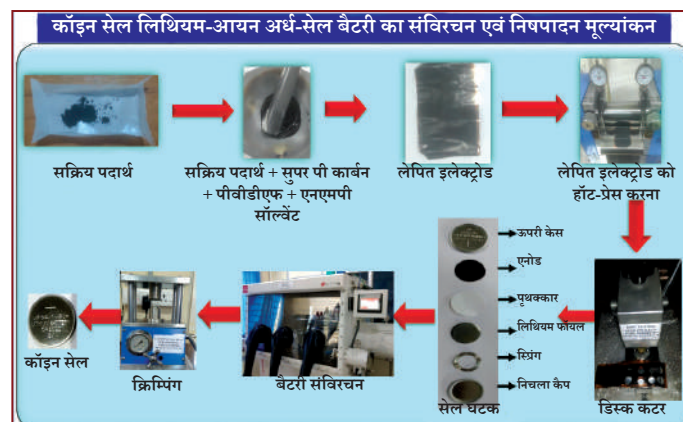 कॉइन सेल लिथियम-आयन अर्ध-सेल बैटरी का संविरचन एवं निषपादन मूल्यांकन
सक्रिय पदार्थ
सक्रिय पदार्थ + सुपर पी कार्बन
+ पीवीडीएफ + एनएमपी
सॉल्वेंट
लेपित इलेक्ट्रोड
लेपित इलेक्ट्रोड को
हॉट-प्रेस करना
ऊपरी केस
एनोड
पृथक्कार
लिथियम फॉयल
स्प्रिंग
निचला कैप
कॉइन सेल
क्रिम्पिंग
बैटरी संविरचन
सेल घटक
डिस्क कटर